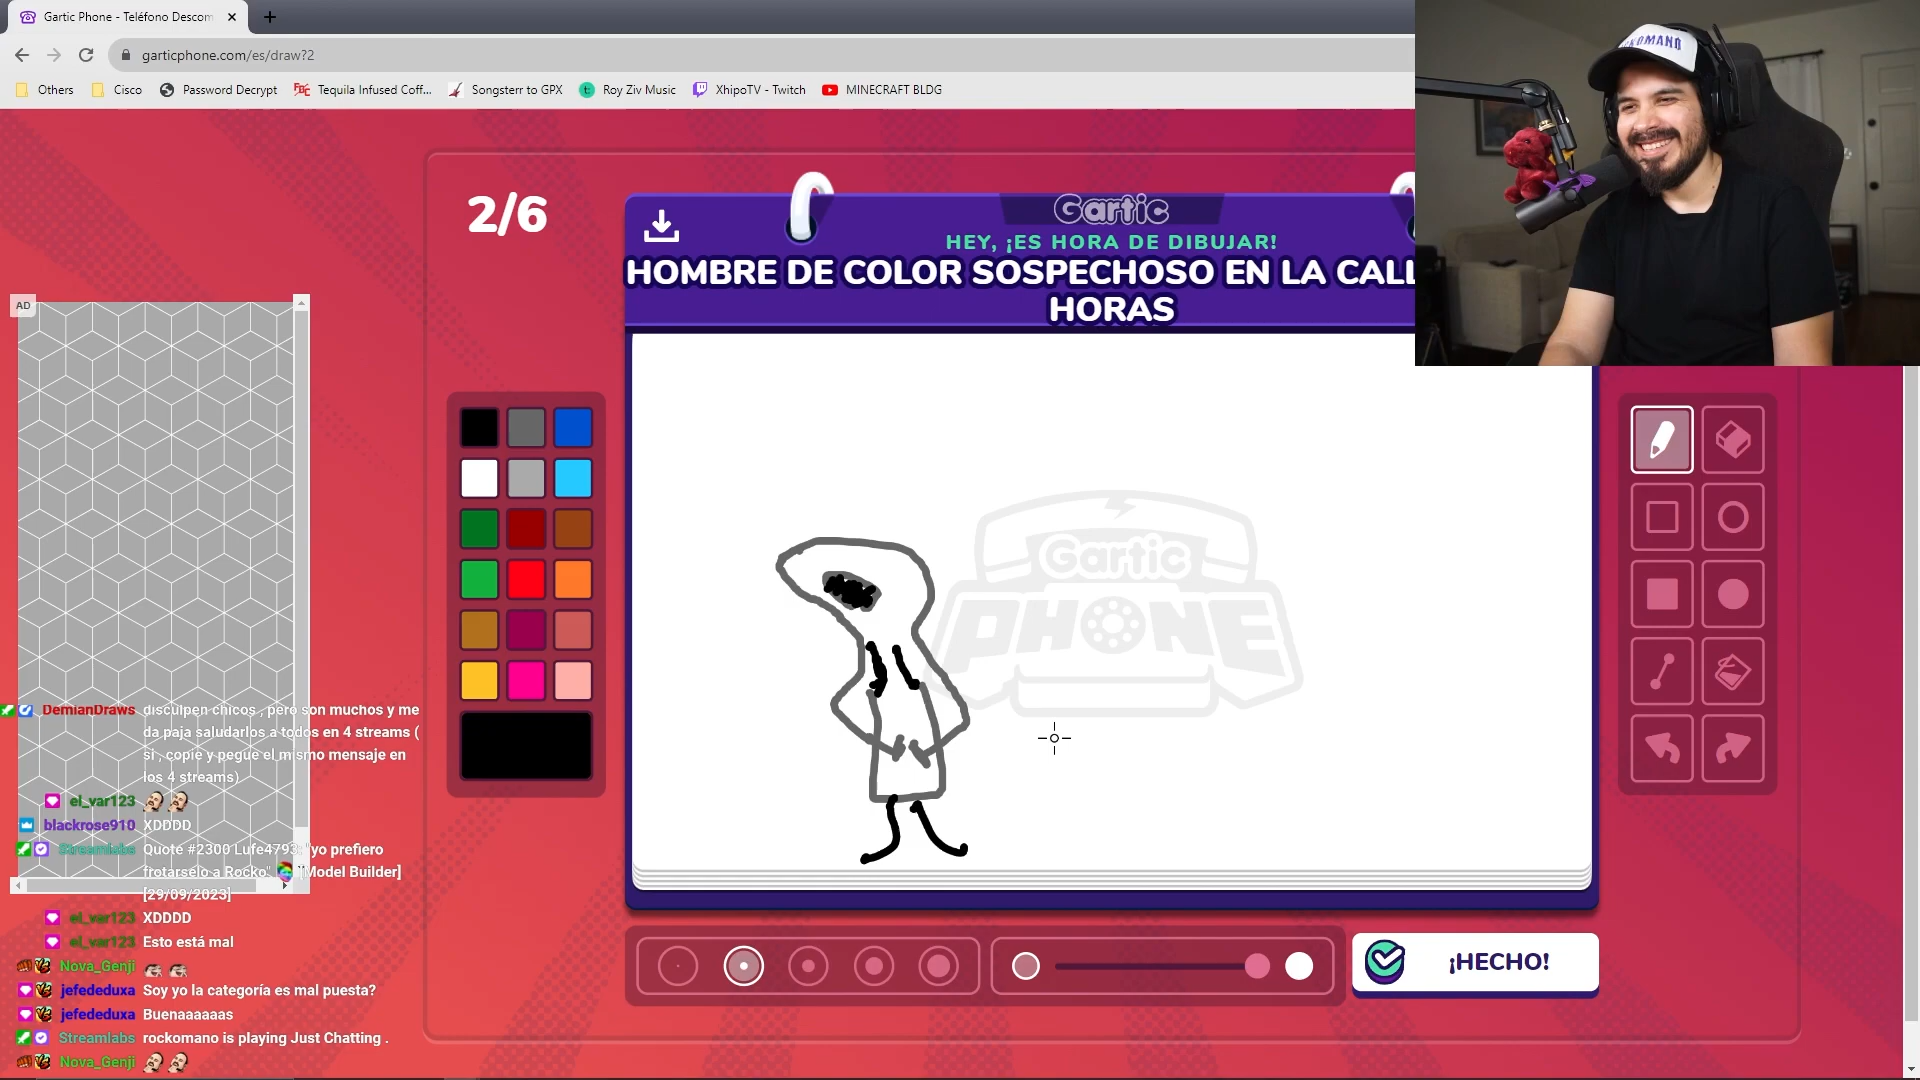 Gartic Phone - Teléfono Descom
garticphone.com/es/draw?2
Others
Cisco
Password Decrypt
Tequila Infused Coff...
Songsterr to GPX
Roy Ziv Music
XhipoTV - Twitch
MINECRAFT BLDG
2/6
Gartic
HEY, ¡ES HORA DE DIBUJAR!
HOMBRE DE COLOR SOSPECHOSO EN LA CALL
HORAS
Gartic
PHONE
AD
DemianDraws disculpen chicos , pero son muchos y me
da paja saludarlos a todos en 4 streams (
si , copie y pegue el mismo mensaje en
los 4 streams)
el_var123
blackrose910 XDDDD
Streamlabs Quote #2300 Lufe4793: "yo prefiero
frotarselo a Rocko" [Model Builder]
[29/09/2023]
el_var123 XDDDD
el_var123 Esto está mal
Nova_Genji
jefededuxa Soy yo la categoría es mal puesta?
jefededuxa Buenaaaaaas
Streamlabs rockomano is playing Just Chatting .
Nova_Genji
¡HECHO!